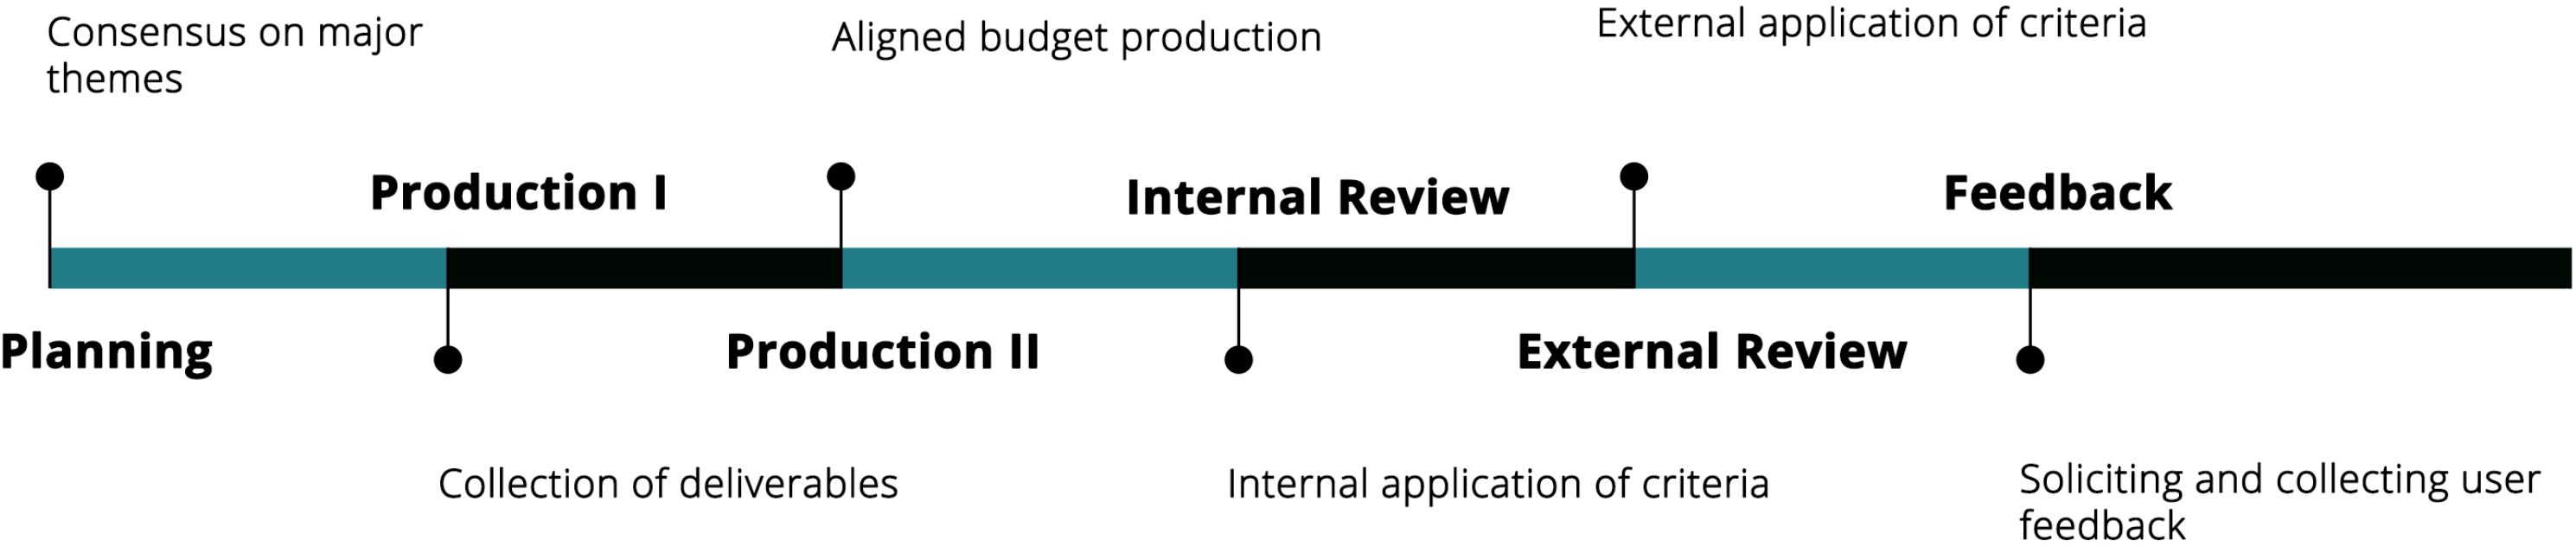 Consensus on major
themes
Aligned budget production
External application of criteria
Production I
Internal Review
Feedback
Planning
Production II
External Review
Collection of deliverables
Internal application of criteria
Soliciting and collecting user
feedback